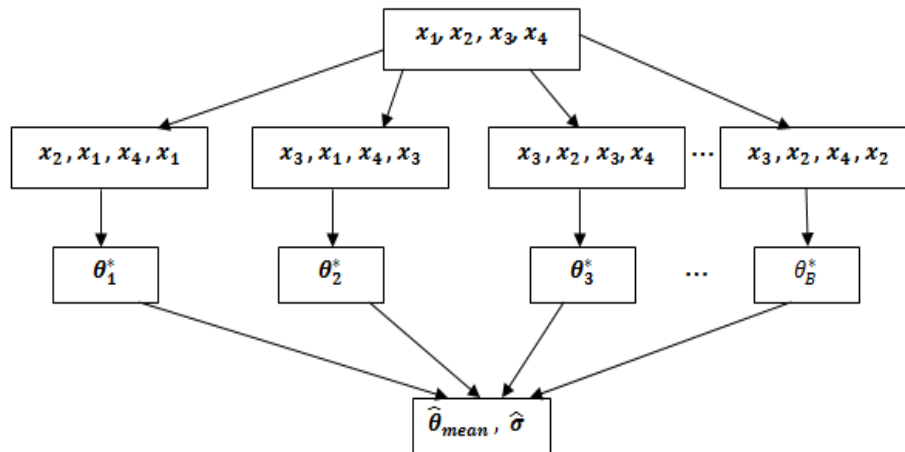 x₁, x₂, x₃, x₄
x₂, x₁, x₄, x₁
x₃, x₁, x₄, x₃
x₃, x₂, x₃, x₄
...
x₃, x₂, x₄, x₂
θ₁*
θ₂*
θ₃*
...
θ_B*
θ̂_mean, σ̂